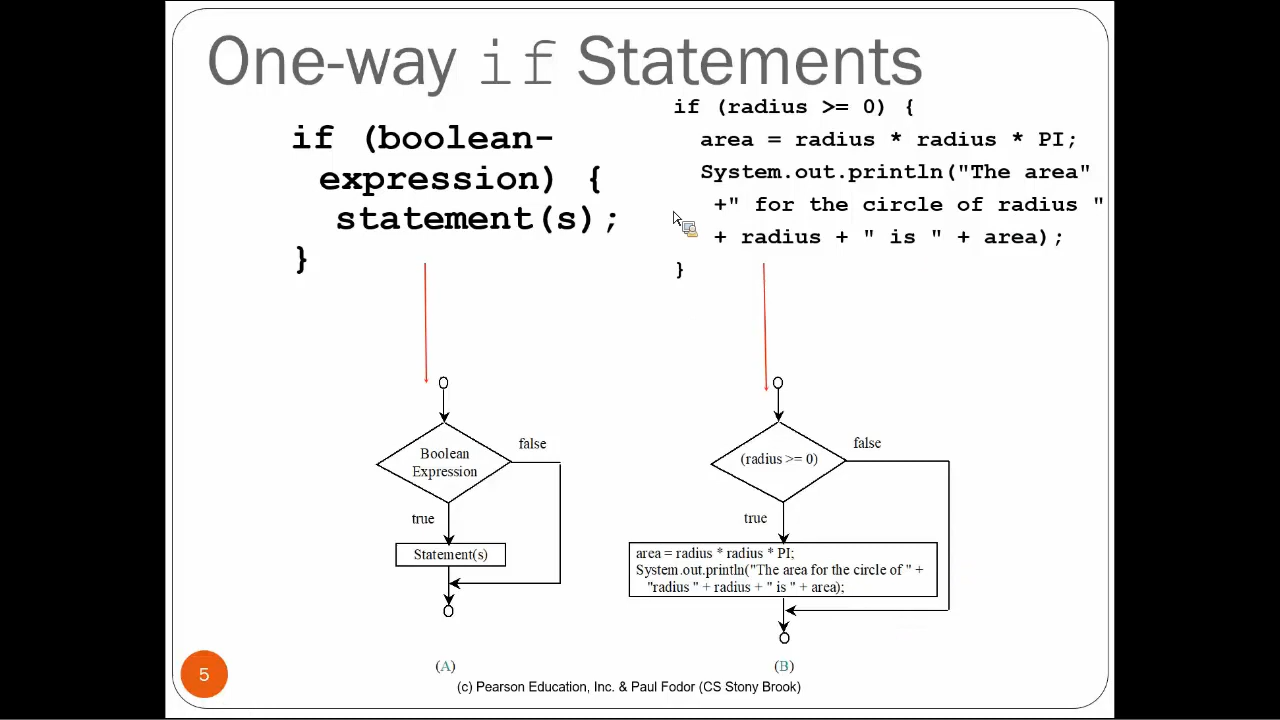 One-way if Statements
if (boolean-
expression) {
statement(s);
}
if (radius >= 0) {
area = radius * radius * PI;
System.out.println("The area"
+" for the circle of radius "
+ radius + " is " + area);
}
Boolean
Expression
false
true
Statement(s)
(A)
(radius >= 0)
false
true
area = radius * radius * PI;
System.out.println("The area for the circle of " +
"radius " + radius + " is " + area);
(B)
5
(c) Pearson Education, Inc. & Paul Fodor (CS Stony Brook)